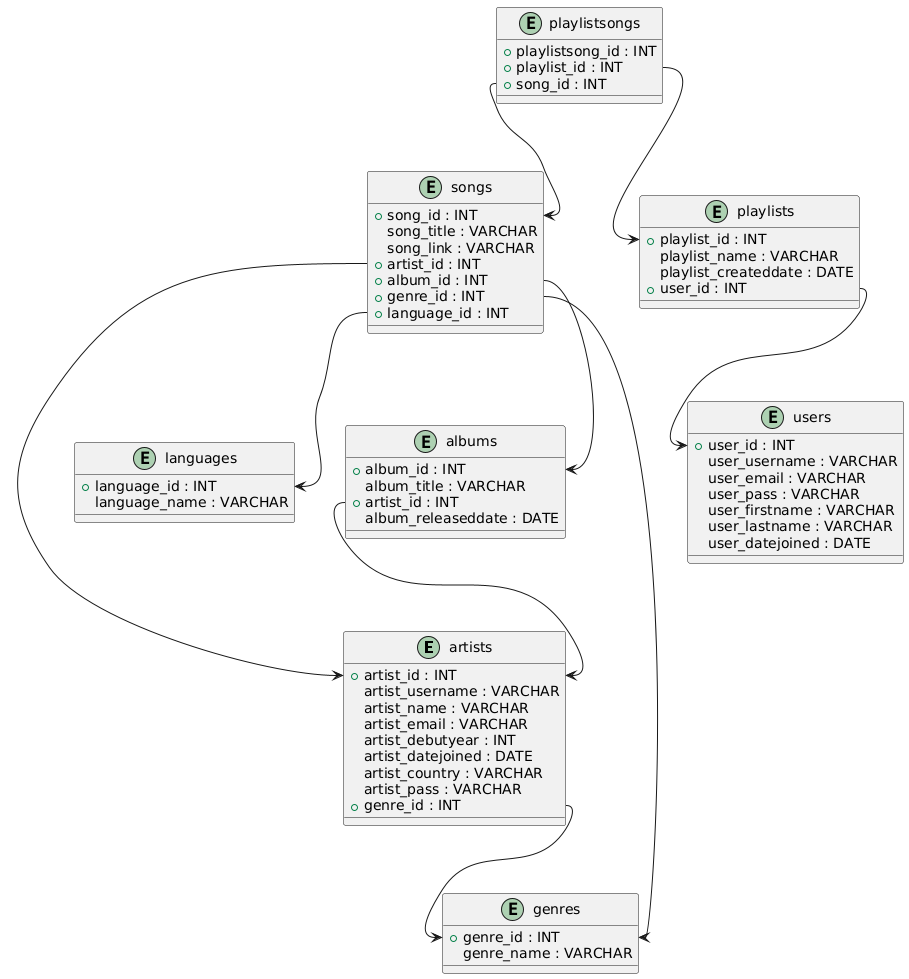 E playlistsongs
playlistsong_id : INT
playlist_id : INT
song_id : INT
E songs
song_id : INT
song_title : VARCHAR
song_link : VARCHAR
artist_id : INT
album_id : INT
genre_id : INT
language_id : INT
E playlists
playlist_id : INT
playlist_name : VARCHAR
playlist_createddate : DATE
user_id : INT
E languages
language_id : INT
language_name : VARCHAR
E albums
album_id : INT
album_title : VARCHAR
artist_id : INT
album_releaseddate : DATE
E users
user_id : INT
user_username : VARCHAR
user_email : VARCHAR
user_pass : VARCHAR
user_firstname : VARCHAR
user_lastname : VARCHAR
user_datejoined : DATE
E artists
artist_id : INT
artist_username : VARCHAR
artist_name : VARCHAR
artist_email : VARCHAR
artist_debutyear : INT
artist_datejoined : DATE
artist_country : VARCHAR
artist_pass : VARCHAR
genre_id : INT
E genres
genre_id : INT
genre_name : VARCHAR